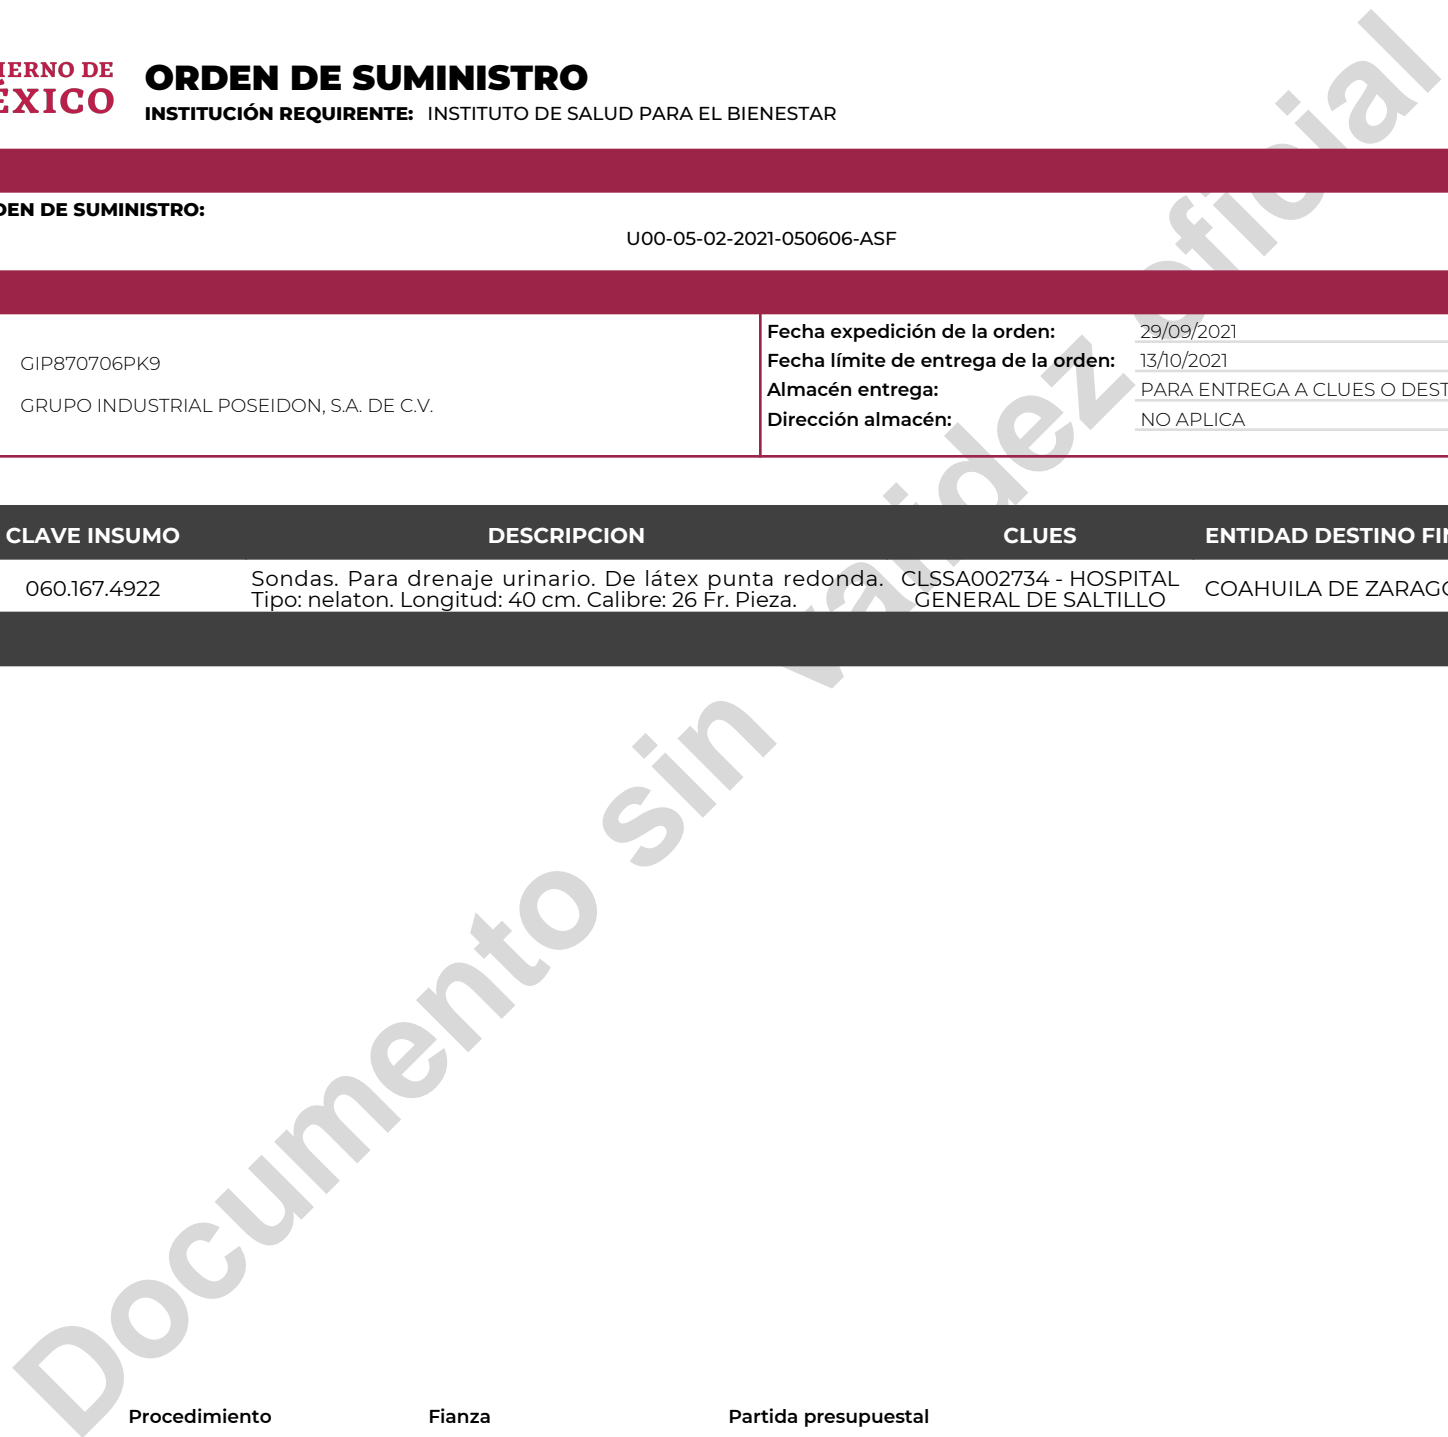 IERNO DE
ÉXICO
ORDEN DE SUMINISTRO
INSTITUCIÓN REQUIRENTE: INSTITUTO DE SALUD PARA EL BIENESTAR
DEN DE SUMINISTRO:
U00-05-02-2021-050606-ASF
GIP870706PK9
GRUPO INDUSTRIAL POSEIDON, S.A. DE C.V.
Fecha expedición de la orden: 29/09/2021
Fecha límite de entrega de la orden: 13/10/2021
Almacén entrega: PARA ENTREGA A CLUES O DEST
Dirección almacén: NO APLICA
CLAVE INSUMO DESCRIPCION CLUES ENTIDAD DESTINO FIN
060.167.4922
Sondas. Para drenaje urinario. De látex punta redonda.
Tipo: nelaton. Longitud: 40 cm. Calibre: 26 Fr. Pieza.
CLSSA002734 - HOSPITAL
GENERAL DE SALTILLO
COAHUILA DE ZARAGO
Documento sin validez oficial
Procedimiento Fianza Partida presupuestal